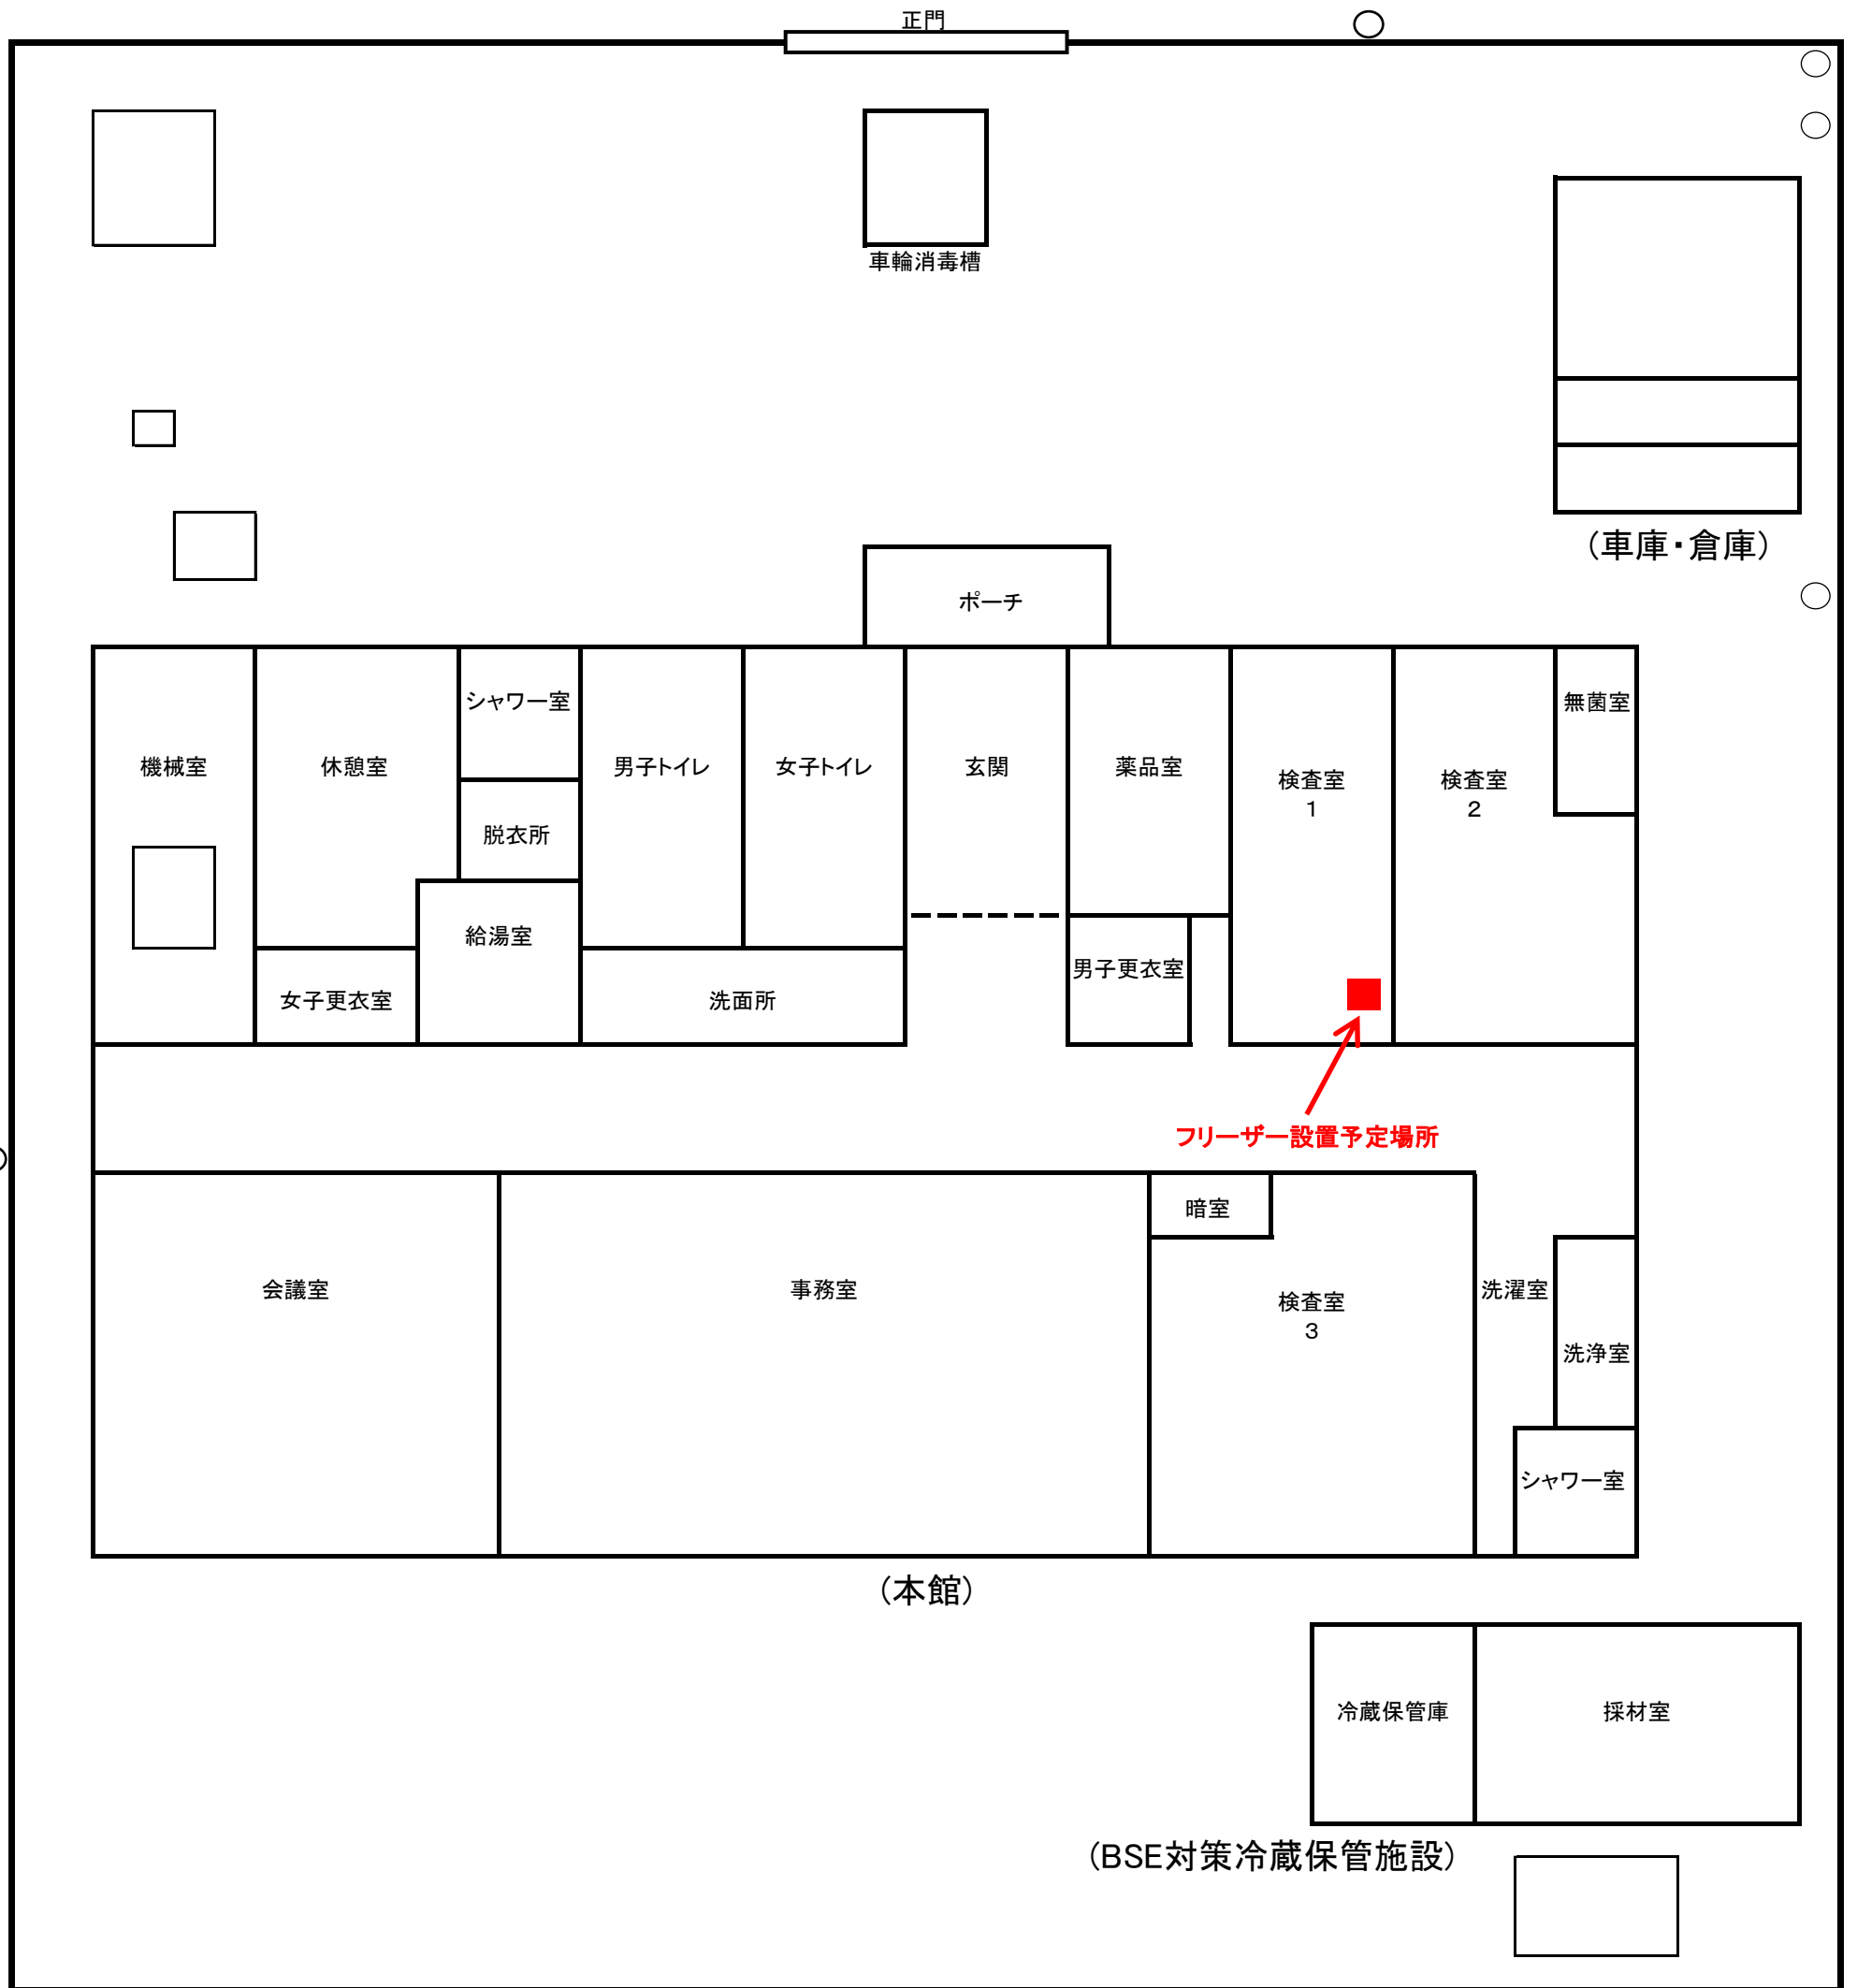 正門
車輪消毒槽
（車庫・倉庫）
ポーチ
シャワー室
無菌室
機械室
休憩室
男子トイレ
女子トイレ
玄関
薬品室
検査室
１
検査室
２
脱衣所
給湯室
男子更衣室
女子更衣室
洗面所
フリーザー設置予定場所
暗室
会議室
事務室
検査室
３
洗濯室
洗浄室
シャワー室
（本館）
冷蔵保管庫
採材室
（BSE対策冷蔵保管施設）